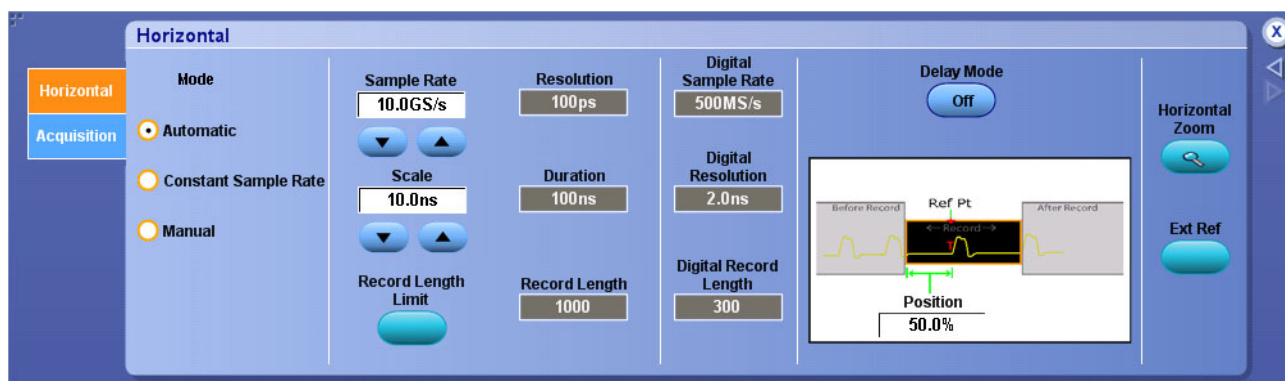 Horizontal
X
Horizontal
Acquisition
Mode
Automatic
Constant Sample Rate
Manual
Sample Rate
10.0GS/s
Scale
10.0ns
Record Length
Limit
Resolution
100ps
Duration
100ns
Record Length
1000
Digital
Sample Rate
500MS/s
Digital
Resolution
2.0ns
Digital Record
Length
300
Delay Mode
Off
Before Record
Ref Pt
After Record
Record
T
Position
50.0%
Horizontal
Zoom
Ext Ref